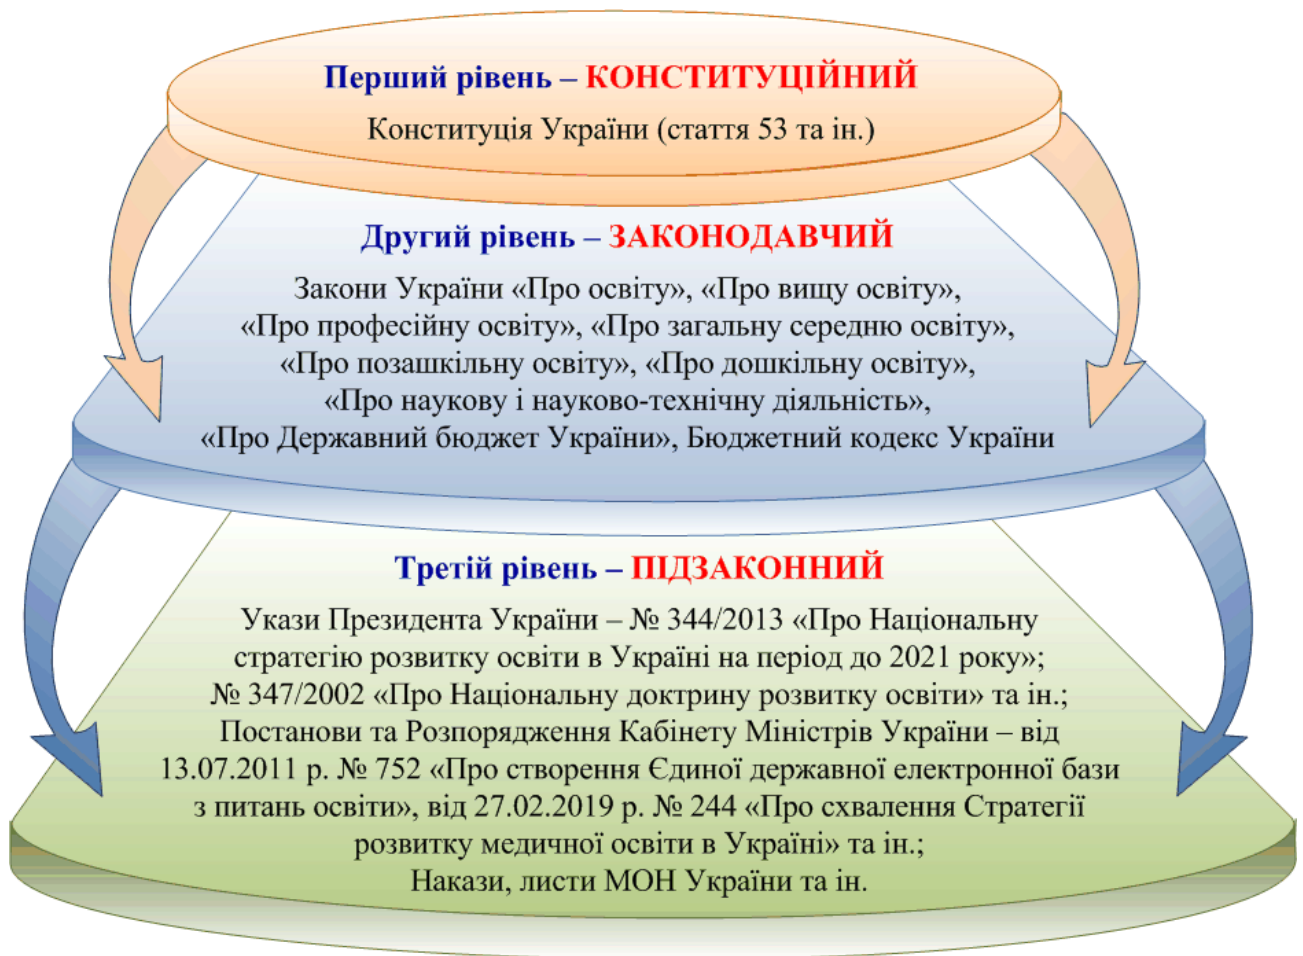 Перший рівень – КОНСТИТУЦІЙНИЙ
Конституція України (стаття 53 та ін.)
Другий рівень – ЗАКОНОДАВЧИЙ
Закони України «Про освіту», «Про вищу освіту»,
«Про професійну освіту», «Про загальну середню освіту»,
«Про позашкільну освіту», «Про дошкільну освіту»,
«Про наукову і науково-технічну діяльність»,
«Про Державний бюджет України», Бюджетний кодекс України
Третій рівень – ПІДЗАКОННИЙ
Укази Президента України – № 344/2013 «Про Національну
стратегію розвитку освіти в Україні на період до 2021 року»;
№ 347/2002 «Про Національну доктрину розвитку освіти» та ін.;
Постанови та Розпорядження Кабінету Міністрів України – від
13.07.2011 р. № 752 «Про створення Єдиної державної електронної бази
з питань освіти», від 27.02.2019 р. № 244 «Про схвалення Стратегії
розвитку медичної освіти в Україні» та ін.;
Накази, листи МОН України та ін.